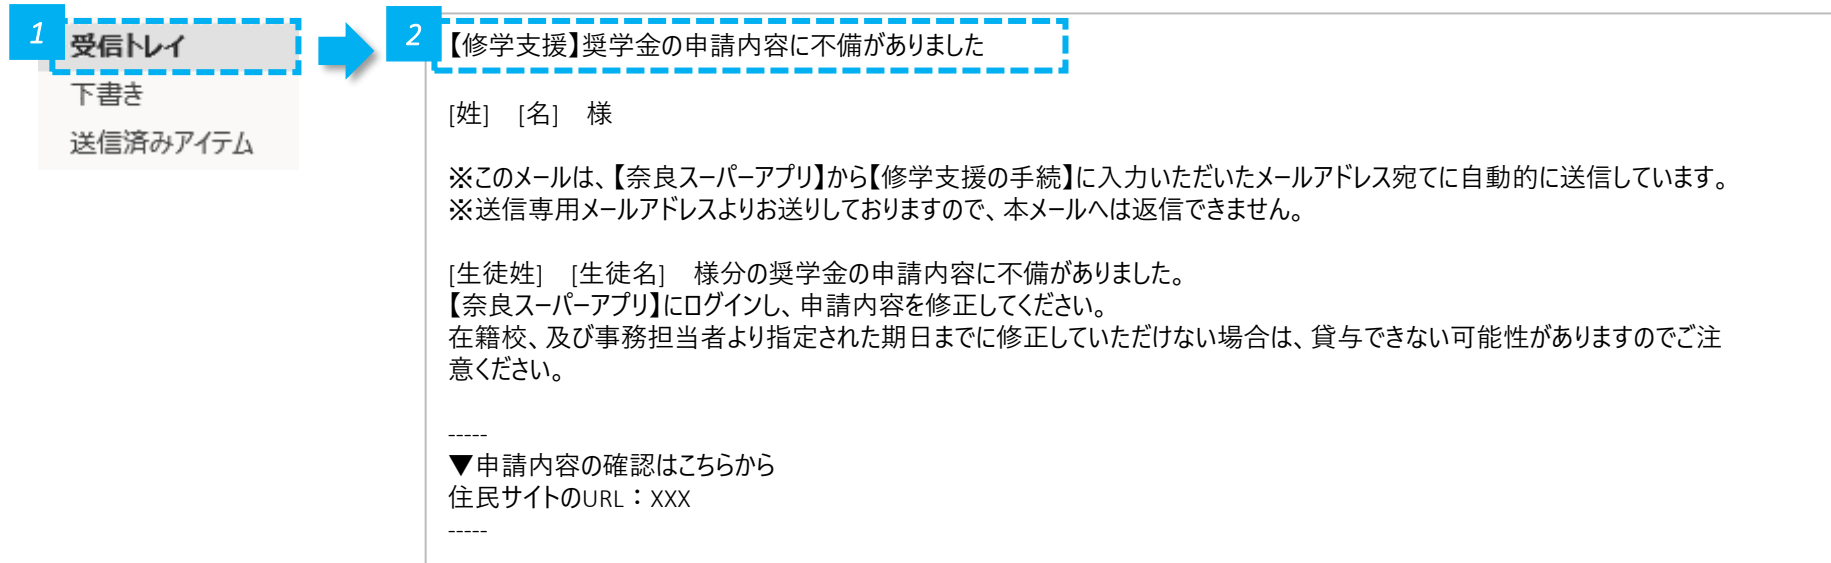 1
受信トレイ
下書き
送信済みアイテム
2
【修学支援】奨学金の申請内容に不備がありました
[姓]　[名]　様
※このメールは、【奈良スーパーアプリ】から【修学支援の手続】に入力いただいたメールアドレス宛てに自動的に送信しています。
※送信専用メールアドレスよりお送りしておりますので、本メールへは返信できません。
[生徒姓]　[生徒名]　様分の奨学金の申請内容に不備がありました。
【奈良スーパーアプリ】にログインし、申請内容を修正してください。
在籍校、及び事務担当者より指定された期日までに修正していただけない場合は、貸与できない可能性がありますのでご注
意ください。
-----
▼申請内容の確認はこちらから
住民サイトのURL：XXX
-----